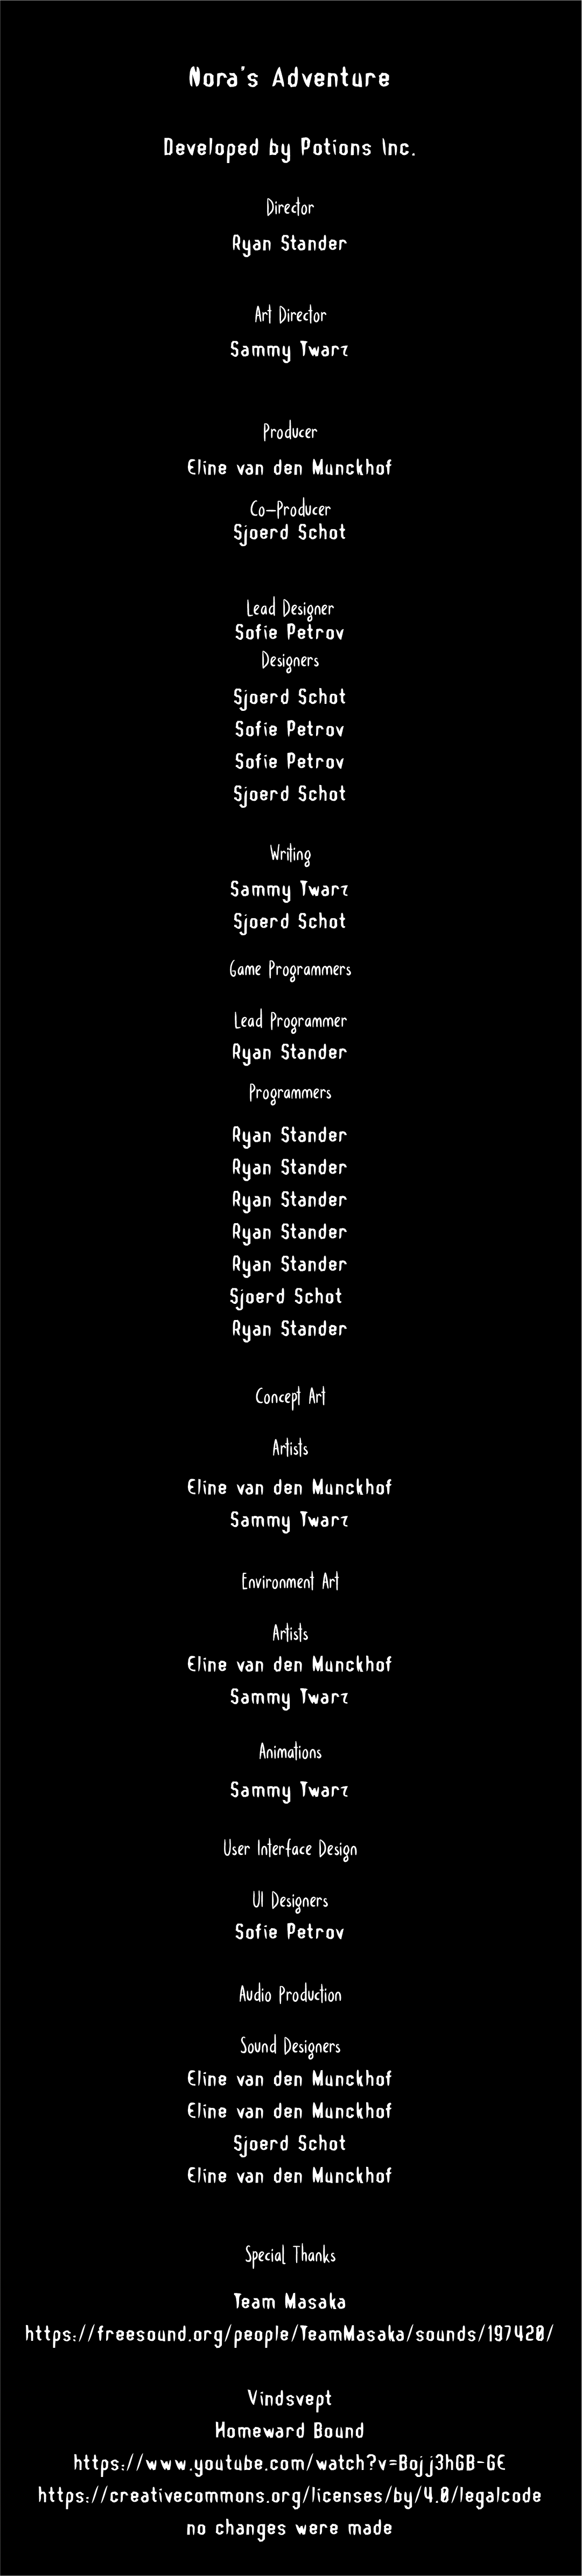 Nora's Adventure
Developed by Potions Inc.
Director
Ryan Stander
Art Director
Sammy Twarz
Producer
Eline van den Munckhof
Co-Producer
Sjoerd Schot
Lead Designer
Sofie Petrov
Designers
Sjoerd Schot
Sofie Petrov
Sofie Petrov
Sjoerd Schot
Writing
Sammy Twarz
Sjoerd Schot
Game Programmers
Lead Programmer
Ryan Stander
Programmers
Ryan Stander
Ryan Stander
Ryan Stander
Ryan Stander
Ryan Stander
Sjoerd Schot
Ryan Stander
Concept Art
Artists
Eline van den Munckhof
Sammy Twarz
Environment Art
Artists
Eline van den Munckhof
Sammy Twarz
Animations
Sammy Twarz
User Interface Design
UI Designers
Sofie Petrov
Audio Production
Sound Designers
Eline van den Munckhof
Eline van den Munckhof
Sjoerd Schot
Eline van den Munckhof
Special Thanks
Team Masaka
https://freesound.org/people/TeamMasaka/sounds/197420/
Vindsvept
Homeward Bound
https://www.youtube.com/watch?v=Bojj3hGB-GE
https://creativecommons.org/licenses/by/4.0/legalcode
no changes were made